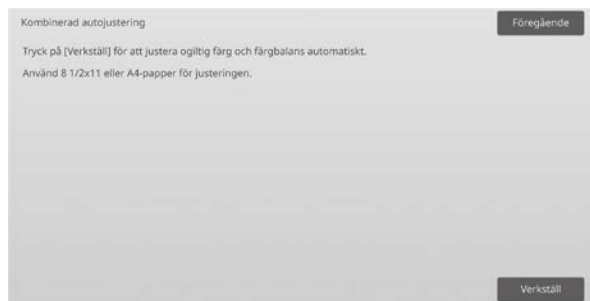 Kombinerad autojustering
Föregående
Tryck på [Verkställ] för att justera ogiltig färg och färgbalans automatiskt.
Använd 8 1/2x11 eller A4-papper för justeringen.
Verkställ